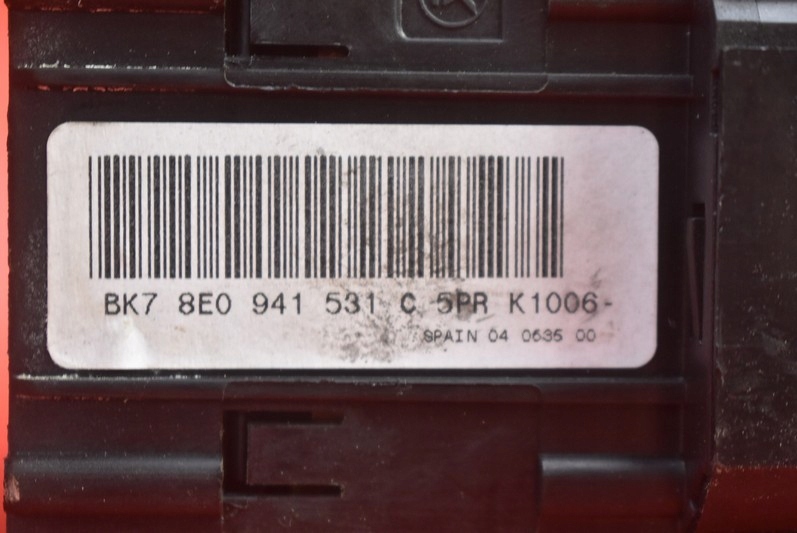 BK7 8E0 941 531 C 5PR K1006-
SPAIN 04 0635 00